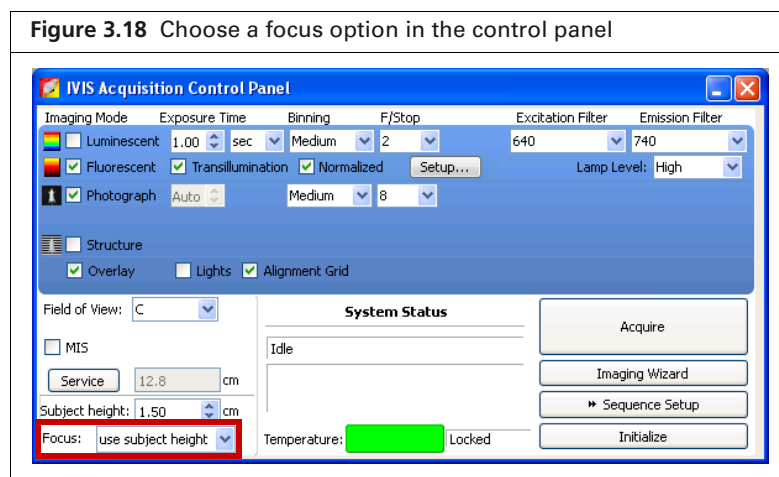 Figure 3.18 Choose a focus option in the control panel
IVIS Acquisition Control Panel
Imaging Mode Exposure Time Binning F/Stop Excitation Filter Emission Filter
Luminescent 1.00 sec Medium 2 640 740
Fluorescent Transillumination Normalized Setup... Lamp Level: High
Photograph Auto Medium 8
Structure
Overlay Lights Alignment Grid
Field of View: C System Status Acquire
MIS Idle
Service 12.8 cm Imaging Wizard
Subject height: 1.50 cm Sequence Setup
Focus: use subject height Temperature: Locked Initialize